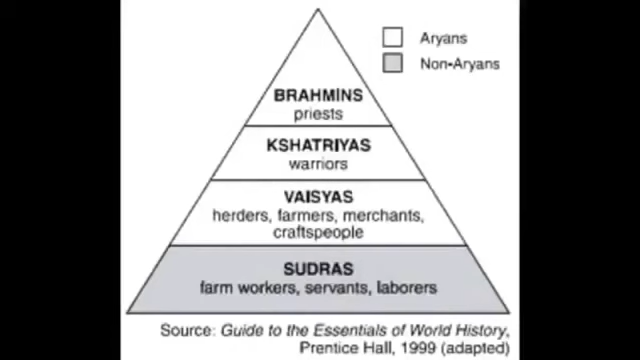 Aryans
Non-Aryans
BRAHMINS
priests
KSHATRIYAS
warriors
VAISYAS
herders, farmers, merchants,
craftspeople
SUDRAS
farm workers, servants, laborers
Source: Guide to the Essentials of World History,
Prentice Hall, 1999 (adapted)